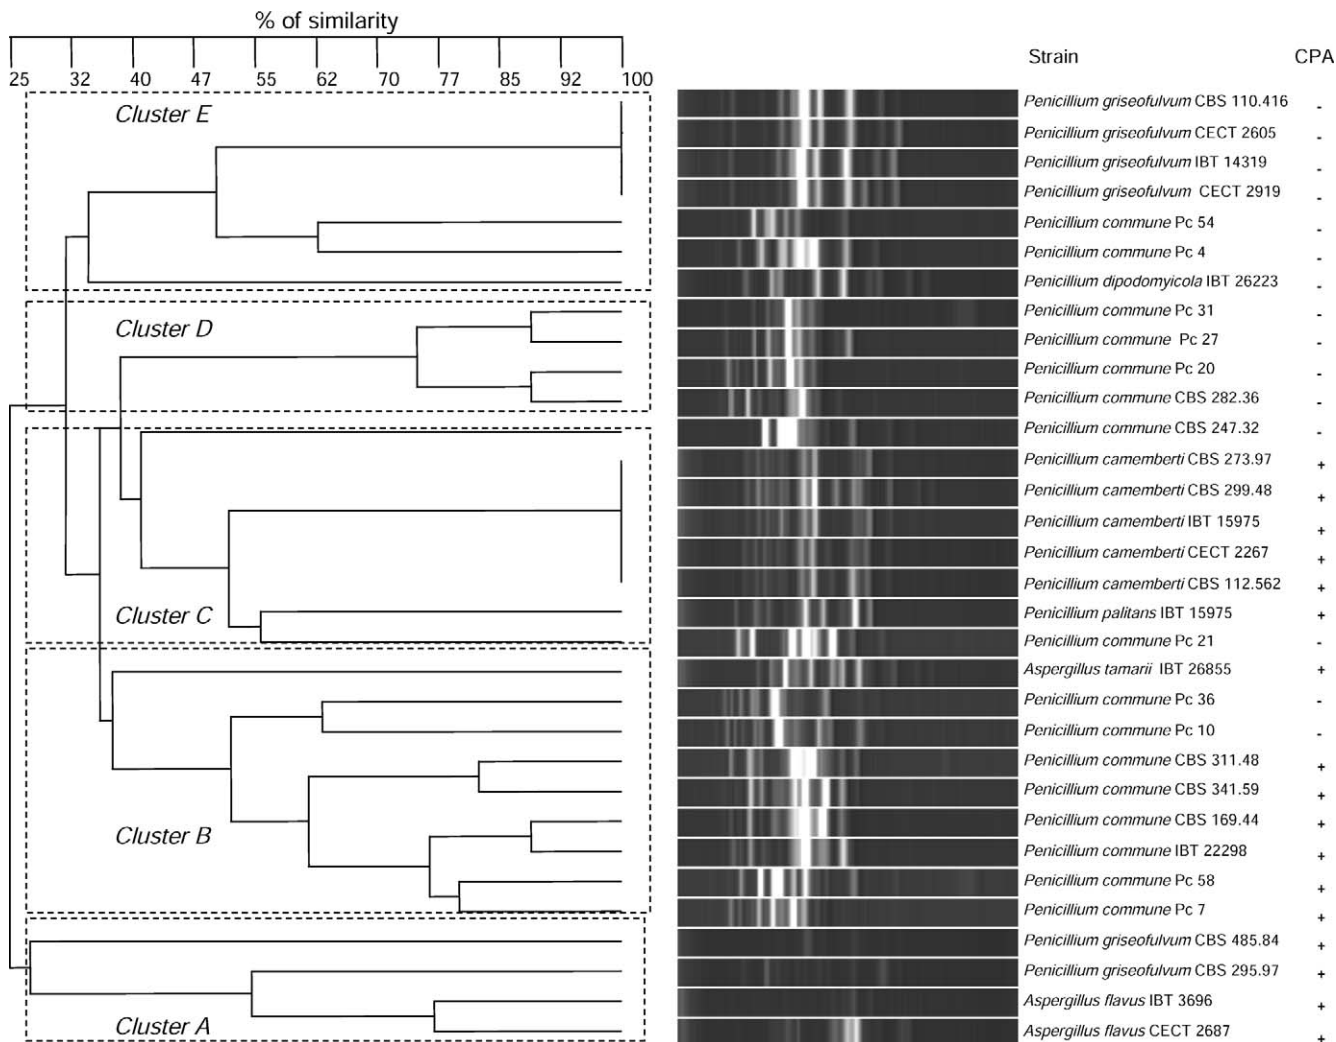 % of similarity
25 32 40 47 55 62 70 77 85 92 100
Strain CPA
Cluster E
Penicillium griseofulvum CBS 110.416 -
Penicillium griseofulvum CECT 2605 -
Penicillium griseofulvum IBT 14319 -
Penicillium griseofulvum CECT 2919 -
Penicillium commune Pc 54 -
Penicillium commune Pc 4 -
Penicillium dipodomyicola IBT 26223 -
Cluster D
Penicillium commune Pc 31 -
Penicillium commune Pc 27 -
Penicillium commune Pc 20 -
Penicillium commune CBS 282.36 -
Penicillium commune CBS 247.32 -
Penicillium camemberti CBS 273.97 +
Penicillium camemberti CBS 299.48 +
Penicillium camemberti IBT 15975 +
Penicillium camemberti CECT 2267 +
Penicillium camemberti CBS 112.562 +
Cluster C
Penicillium palitans IBT 15975 +
Penicillium commune Pc 21 -
Aspergillus tamarii IBT 26855 +
Penicillium commune Pc 36 -
Penicillium commune Pc 10 -
Penicillium commune CBS 311.48 +
Penicillium commune CBS 341.59 +
Cluster B
Penicillium commune CBS 169.44 +
Penicillium commune IBT 22298 +
Penicillium commune Pc 58 +
Penicillium commune Pc 7 +
Penicillium griseofulvum CBS 485.84 +
Penicillium griseofulvum CBS 295.97 +
Aspergillus flavus IBT 3696 +
Cluster A
Aspergillus flavus CECT 2687 +